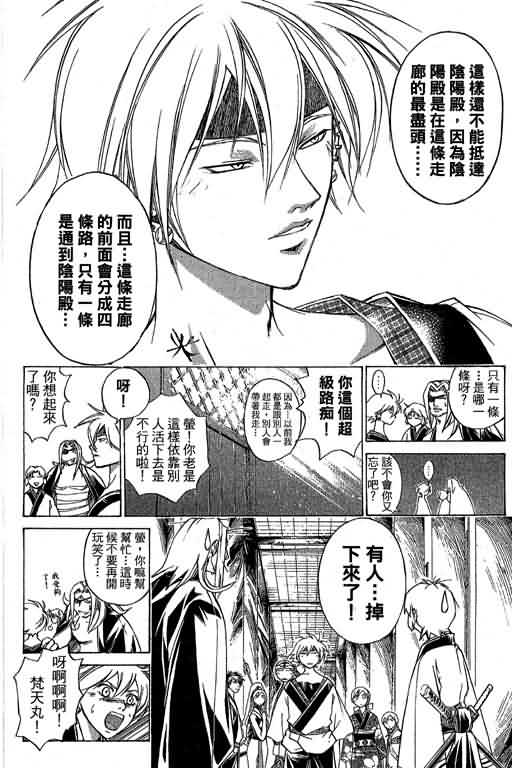 這樣還不能抵達
陰陽殿，因為陰
陽殿是在這條走
廊的最盡頭……
而且…這條走廊
的前面會分成四
條路，只有一條
是通到陰陽殿…
只有一條
…是哪一
條呀？
…
該不會你又
忘了吧？
你這個超
級路痴！
因為…以前我
都是跟別人一
起走，別人會
帶著我走…
呀！
螢！你老是
這樣依靠別
人活下去是
不行的啦！
你想起來
了嗎？
有人…掉
下來了！
螢，你嘛幫
幫忙…這時
候不要再開
玩笑了…
呀啊啊啊！
梵天丸！